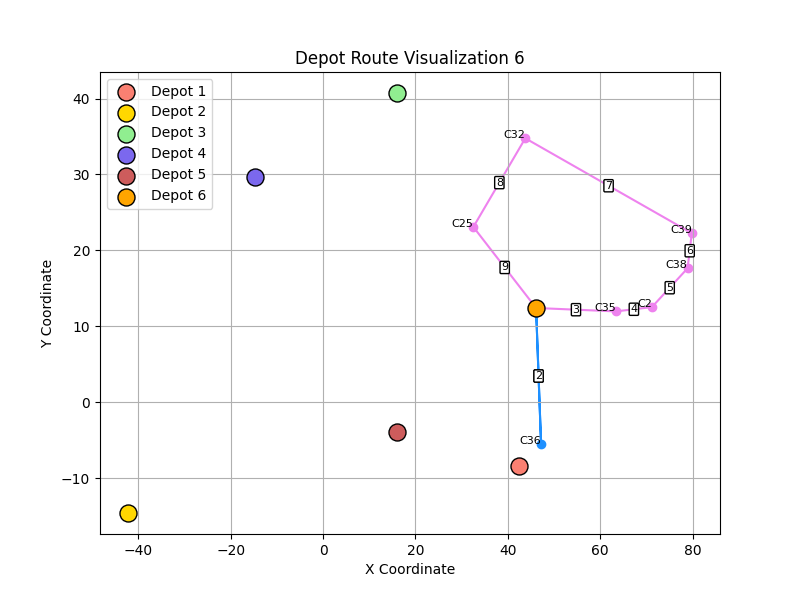 Depot Route Visualization 6
Depot 1
Depot 2
Depot 3
Depot 4
Depot 5
Depot 6
Y Coordinate
40
30
20
10
0
−10
C32
8
7
C25
C39
6
9
C38
5
3
C35
4
C2
2
C36
−40
−20
0
20
40
60
80
X Coordinate